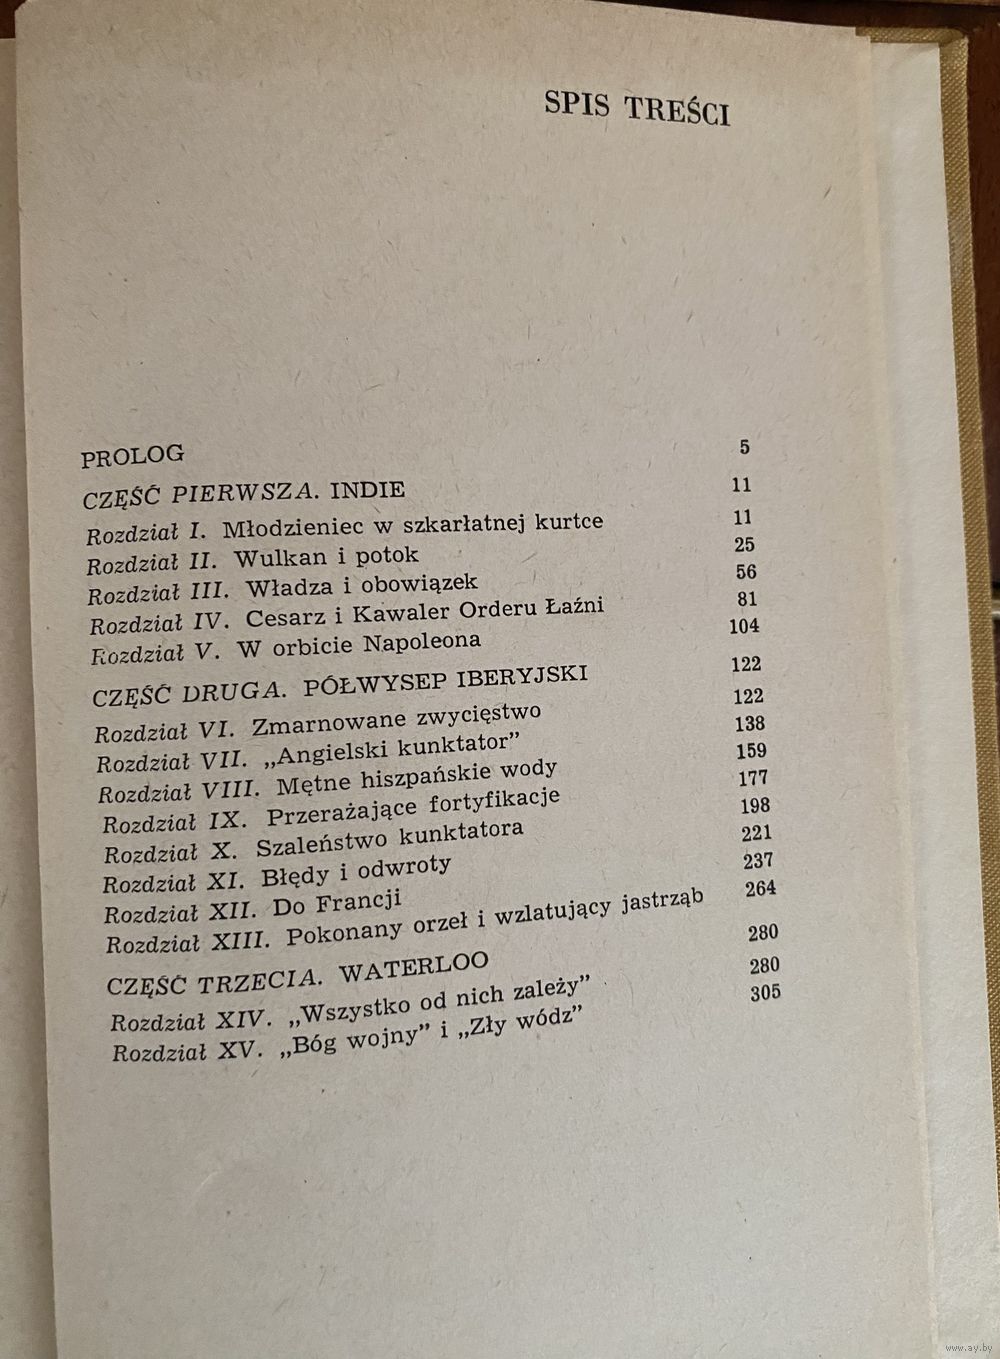 SPIS TREŚCI
PROLOG 5
CZĘŚĆ PIERWSZA. INDIE 11
Rozdział I. Młodzieniec w szkarłatnej kurtce 11
Rozdział II. Wulkan i potok 25
Rozdział III. Władza i obowiązek 56
Rozdział IV. Cesarz i Kawaler Orderu Łaźni 81
Rozdział V. W orbicie Napoleona 104
CZĘŚĆ DRUGA. PÓŁWYSEP IBERYJSKI 122
Rozdział VI. Zmarnowane zwycięstwo 122
Rozdział VII. „Angielski kunktator” 138
Rozdział VIII. Mętne hiszpańskie wody 159
Rozdział IX. Przerażające fortyfikacje 177
Rozdział X. Szaleństwo kunktatora 198
Rozdział XI. Błędy i odwroty 221
Rozdział XII. Do Francji 237
Rozdział XIII. Pokonany orzeł i wzlatujący jastrząb 264
CZĘŚĆ TRZECIA. WATERLOO 280
Rozdział XIV. „Wszystko od nich zależy” 280
Rozdział XV. „Bóg wojny” i „Zły wódz” 305
www.ay.by